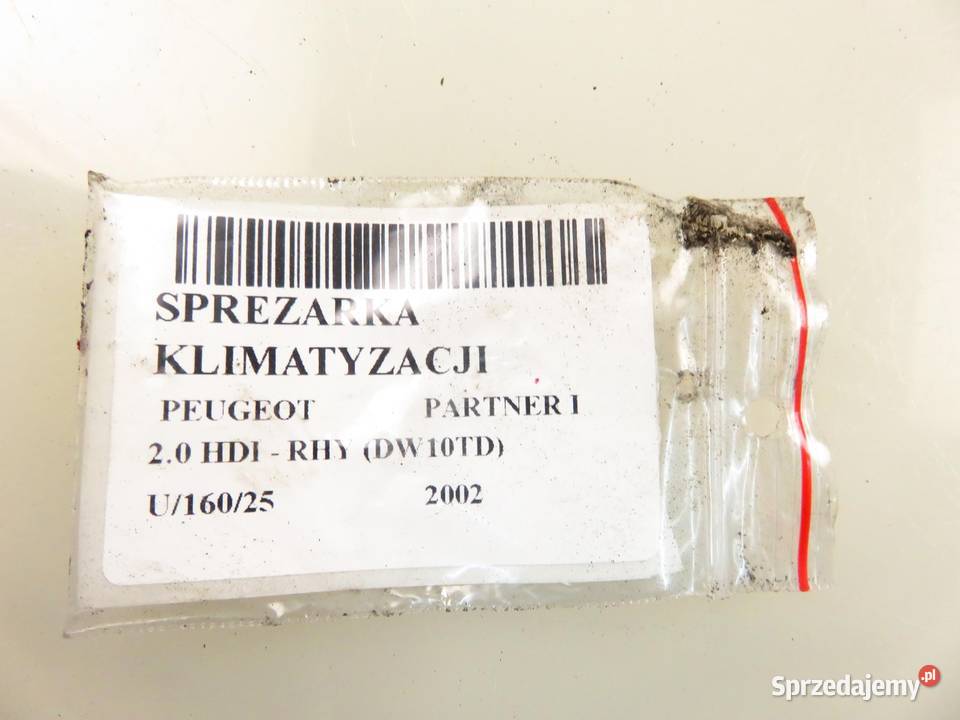 SPREZARKA
KLIMATYZACJI
PEUGEOT PARTNER I
2.0 HDI - RHY (DW10TD)
U/160/25 2002
Sprzedajemy.pl